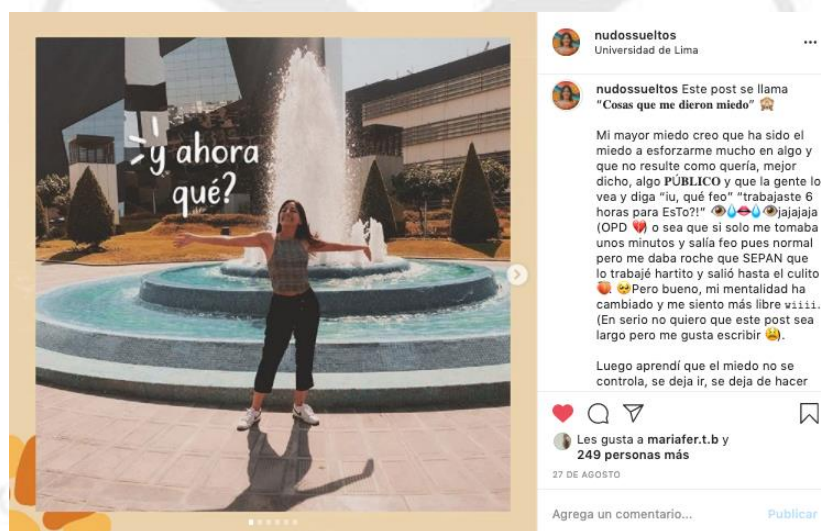 y ahora
qué?
nudossueltos
Universidad de Lima
nudossueltos Este post se llama
"𝐂𝐨𝐬𝐚𝐬 𝐪𝐮𝐞 𝐦𝐞 𝐝𝐢𝐞𝐫𝐨𝐧 𝐦𝐢𝐞𝐝𝐨" 🙊
Mi mayor miedo creo que ha sido el
miedo a esforzarme mucho en algo y
que no resulte como quería, mejor
dicho, algo 𝐏Ú𝐁𝐋𝐈𝐂𝐎 y que la gente lo
vea y diga "iu, qué feo" "trabajaste 6
horas para EsTo?!" 👁💧👄💧👁jajajaja
(OPD 💔) o sea que si solo me tomaba
unos minutos y salía feo pues normal
pero me daba roche que SEPAN que
lo trabajé hartito y salió hasta el culito
🍑. 🥺Pero bueno, mi mentalidad ha
cambiado y me siento más libre 𝚠𝚒𝚒𝚒𝚒.
(En serio no quiero que este post sea
largo pero me gusta escribir 😫).
Luego aprendí que el miedo no se
controla, se deja ir, se deja de hacer
Les gusta a mariafer.t.b y
249 personas más
27 DE AGOSTO
Agrega un comentario... Publicar